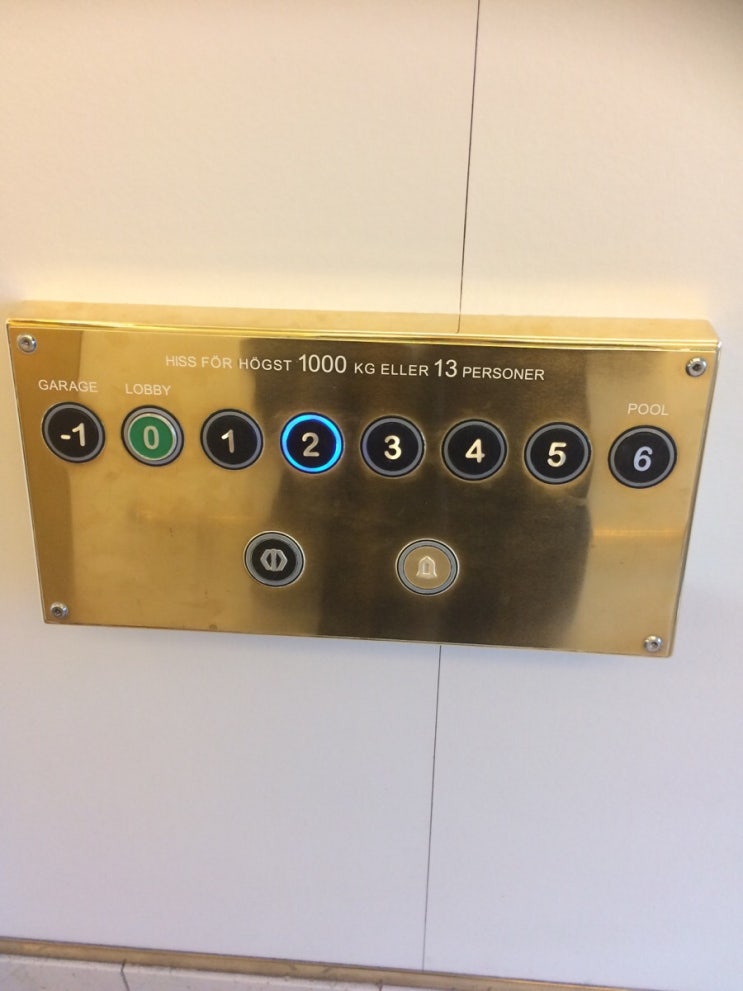 HISS FÖR HÖGST 1000 KG ELLER 13 PERSONER
GARAGE LOBBY POOL
-1 0 1 2 3 4 5 6